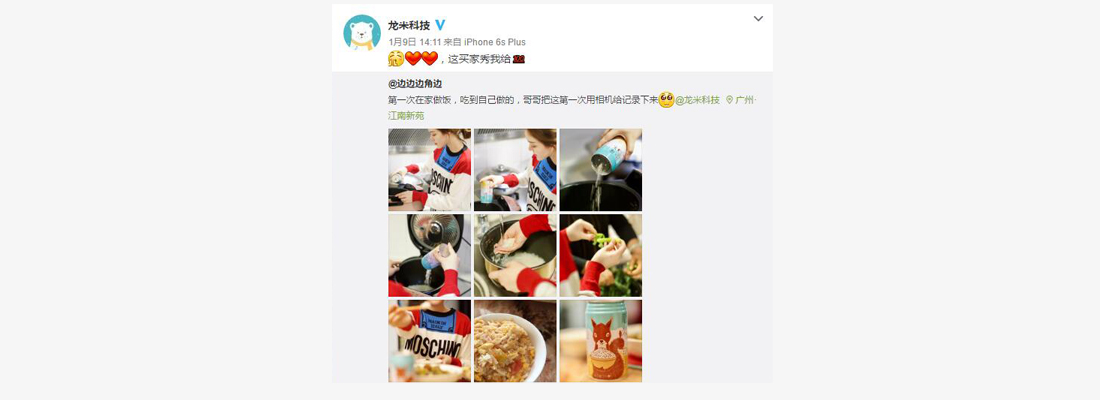 龙米科技
1月9日 14:11 来自 iPhone 6s Plus
，这买家秀我给
@边边边角边
第一次在家做饭，吃到自己做的，哥哥把这第一次用相机给记录下来@龙米科技 广州·
江南新苑
MOSCHINO